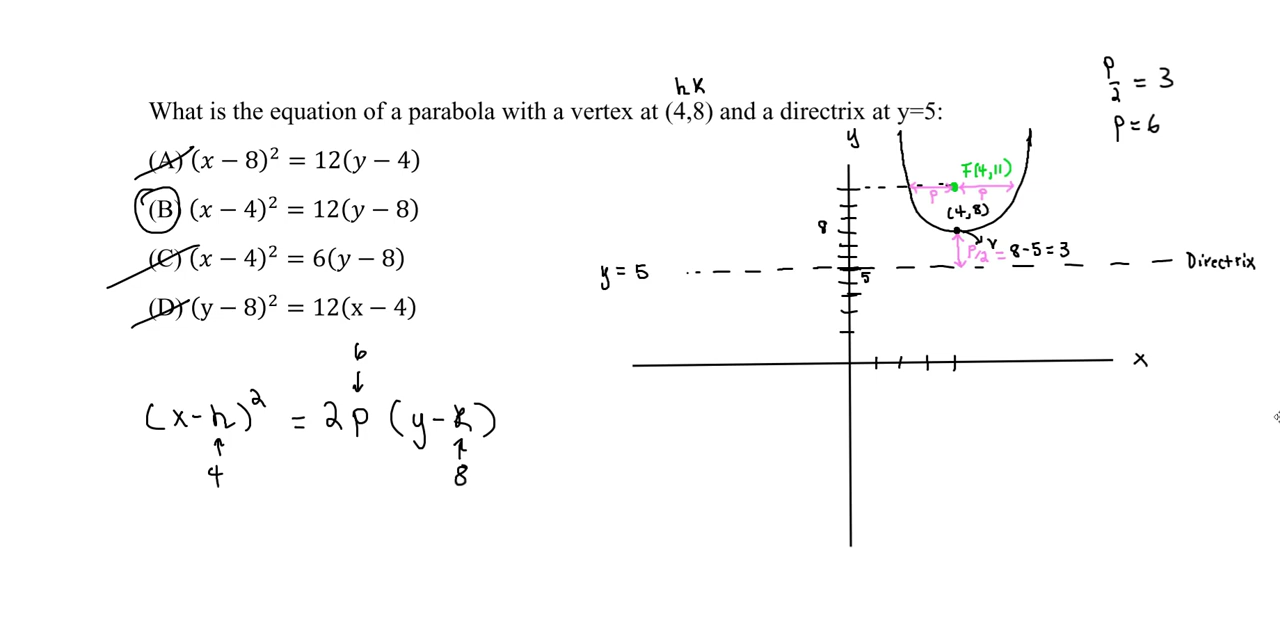 h K
What is the equation of a parabola with a vertex at (4,8) and a directrix at y=5:
(A) (x − 8)² = 12(y − 4)
(B) (x − 4)² = 12(y − 8)
(C) (x − 4)² = 6(y − 8)
(D) (y − 8)² = 12(x − 4)
6
↓
(x-h)² = 2p (y-k)
↑ ↑
4 8
P/2 = 3
P=6
y
F(4,11)
P P
(4,8)
8
V
P/2 = 8-5=3
y = 5
5
Directrix
x